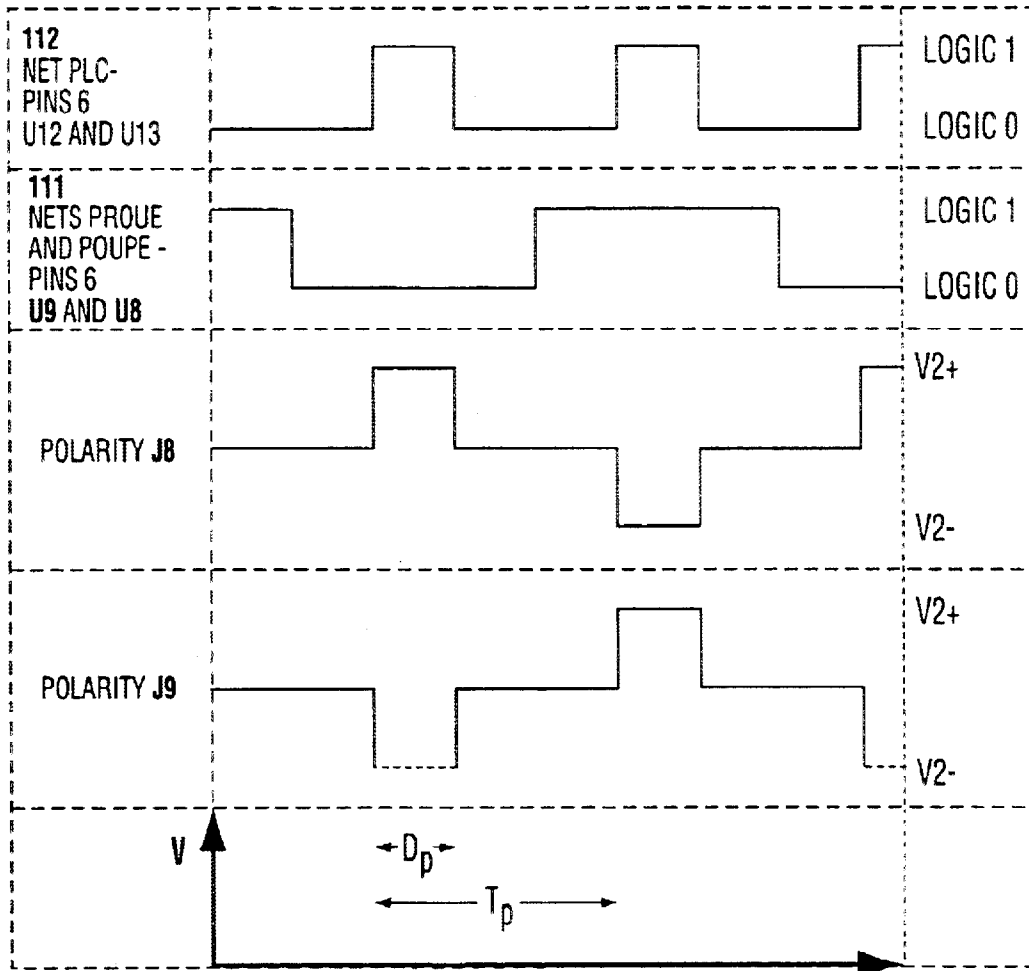 112
NET PLC-
PINS 6
U12 AND U13
LOGIC 1
LOGIC 0
111
NETS PROUE
AND POUPE -
PINS 6
U9 AND U8
LOGIC 1
LOGIC 0
POLARITY J8
V2+
V2-
POLARITY J9
V2+
V2-
V
Dp
Tp